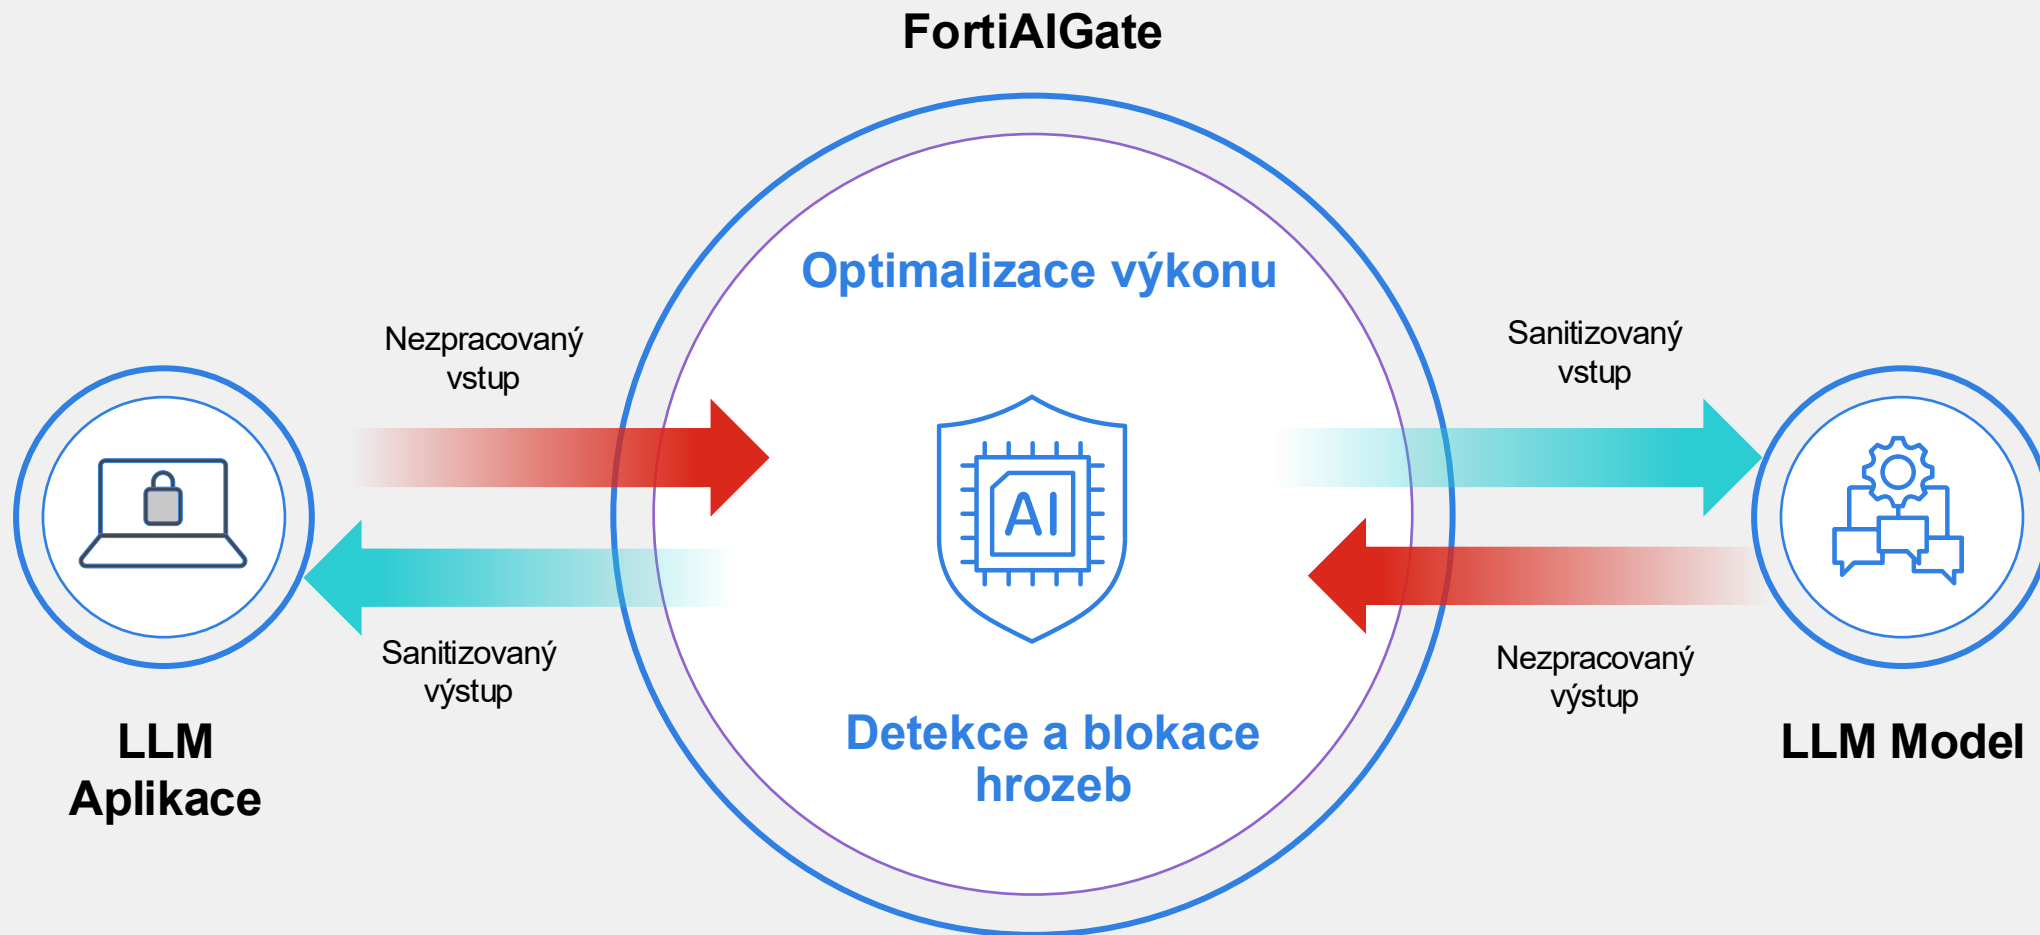 FortiAIGate
Optimalizace výkonu
Nezpracovaný
vstup
Sanitizovaný
vstup
AI
Sanitizovaný
výstup
Nezpracovaný
výstup
Detekce a blokace
hrozeb
LLM
Aplikace
LLM Model